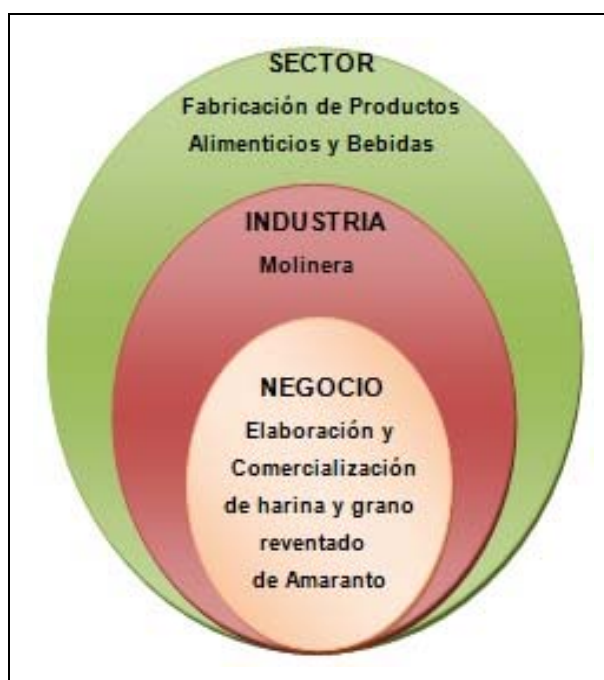 SECTOR
Fabricación de Productos
Alimenticios y Bebidas
INDUSTRIA
Molinera
NEGOCIO
Elaboración y
Comercialización
de harina y grano
reventado
de Amaranto